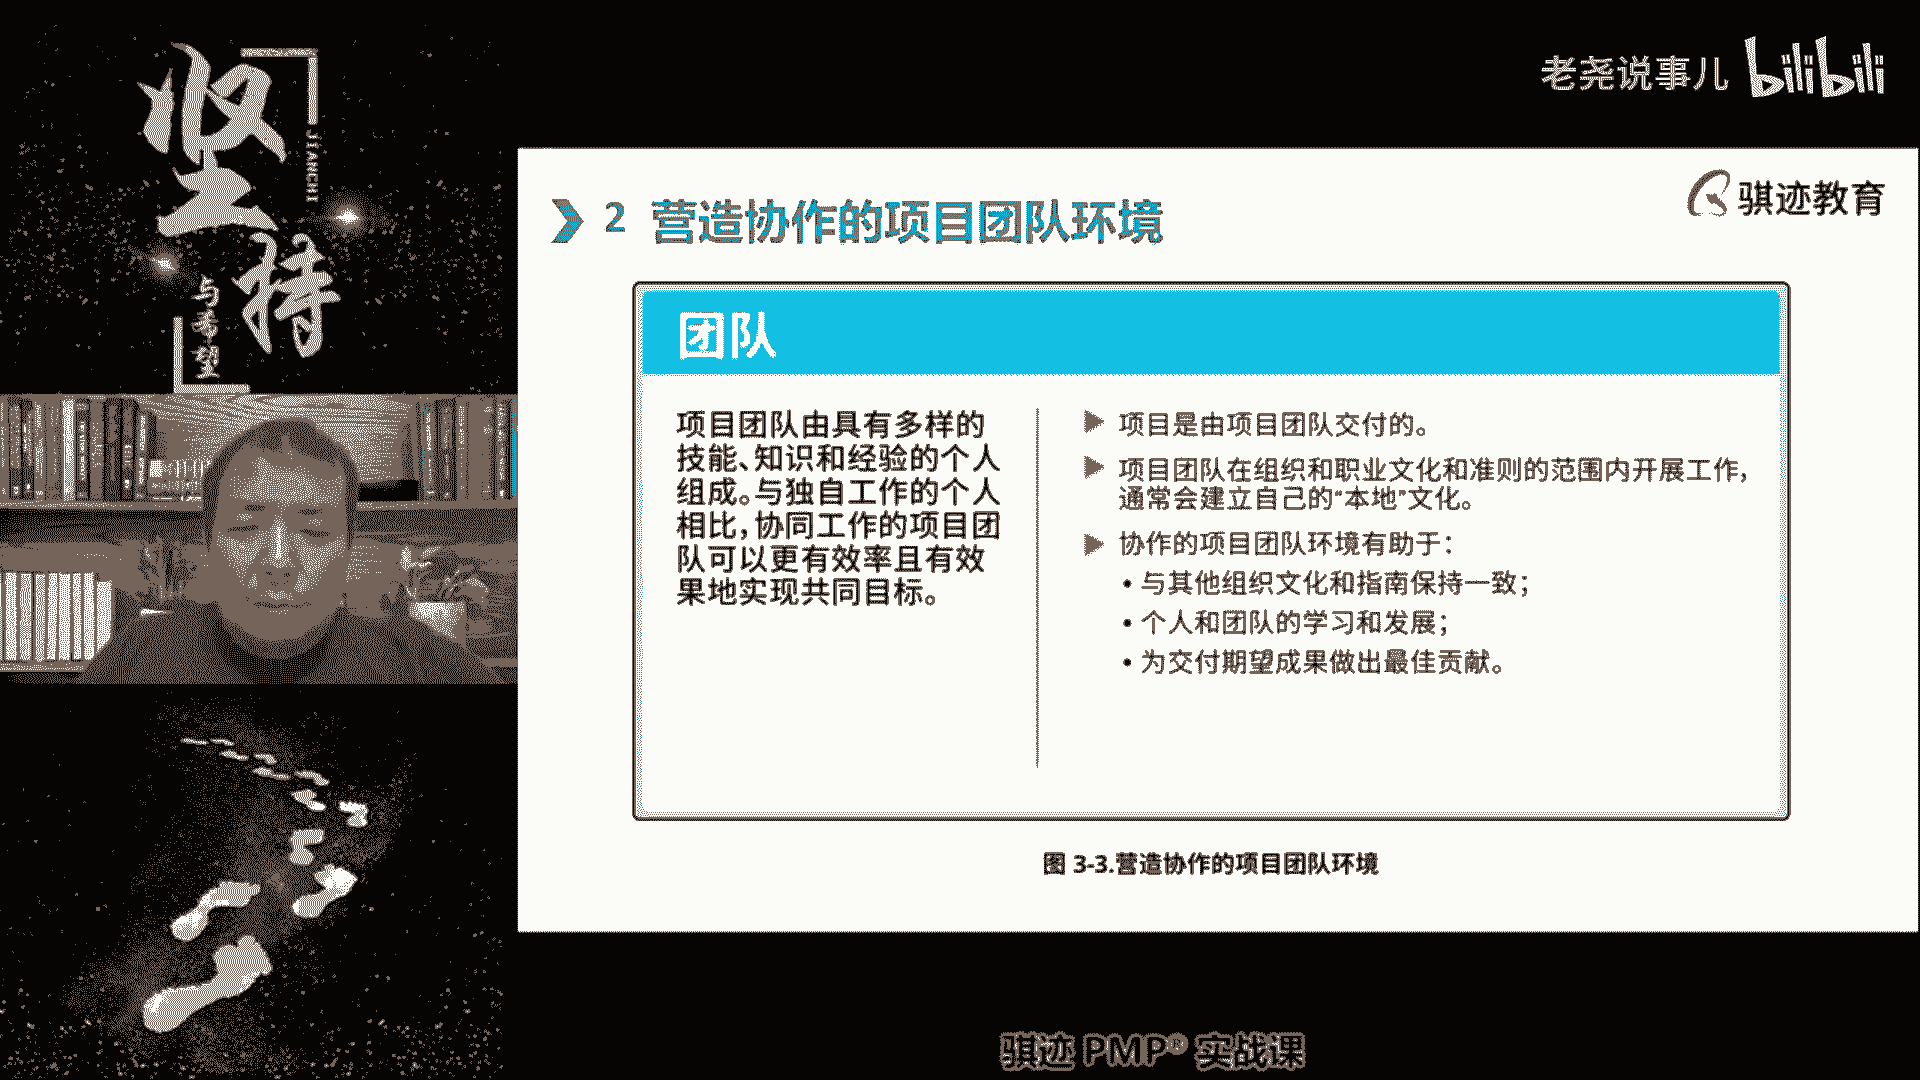 坚持
JIANCHI
与希望
老尧说事儿 bilibili
骐迹教育
2 营造协作的项目团队环境
团队
项目团队由具有多样的
技能、知识和经验的个人
组成。与独自工作的个人
相比，协同工作的项目团
队可以更有效率且有效
果地实现共同目标。
项目是由项目团队交付的。
项目团队在组织和职业文化和准则的范围内开展工作，
通常会建立自己的“本地”文化。
协作的项目团队环境有助于：
• 与其他组织文化和指南保持一致；
• 个人和团队的学习和发展；
• 为交付期望成果做出最佳贡献。
图 3-3.营造协作的项目团队环境
骐迹 PMP® 实战课